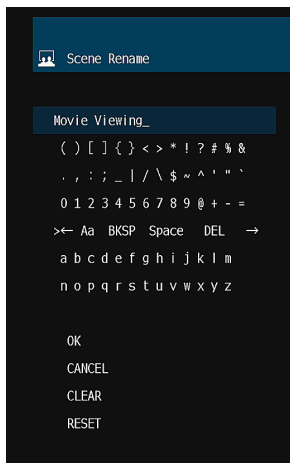 Scene Rename
Movie Viewing_
( ) [ ] { } < > * ! ? # % &
. , : ; _ | / \ $ ~ ^ ' " `
0 1 2 3 4 5 6 7 8 9 @ + - =
>← Aa BKSP Space DEL →
a b c d e f g h i j k l m
n o p q r s t u v w x y z
OK
CANCEL
CLEAR
RESET